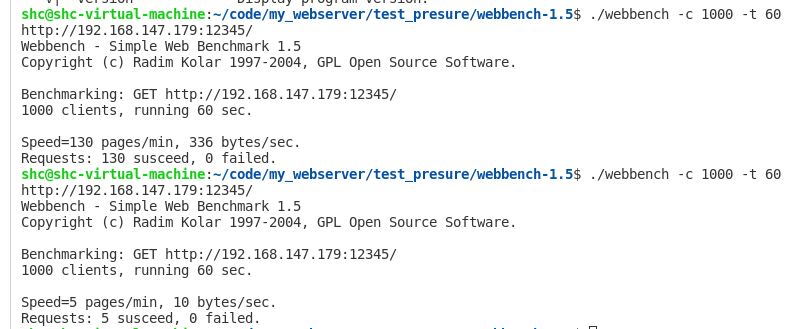 shc@shc-virtual-machine:~/code/my_webserver/test_presure/webbench-1.5$ ./webbench -c 1000 -t 60
http://192.168.147.179:12345/
Webbench - Simple Web Benchmark 1.5
Copyright (c) Radim Kolar 1997-2004, GPL Open Source Software.

Benchmarking: GET http://192.168.147.179:12345/
1000 clients, running 60 sec.

Speed=130 pages/min, 336 bytes/sec.
Requests: 130 susceed, 0 failed.
shc@shc-virtual-machine:~/code/my_webserver/test_presure/webbench-1.5$ ./webbench -c 1000 -t 60
http://192.168.147.179:12345/
Webbench - Simple Web Benchmark 1.5
Copyright (c) Radim Kolar 1997-2004, GPL Open Source Software.

Benchmarking: GET http://192.168.147.179:12345/
1000 clients, running 60 sec.

Speed=5 pages/min, 10 bytes/sec.
Requests: 5 susceed, 0 failed.